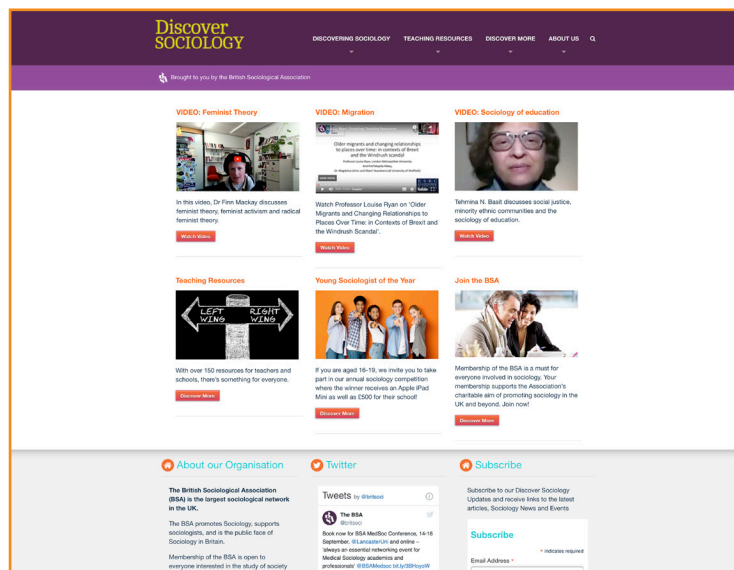 Discover
SOCIOLOGY
DISCOVERING SOCIOLOGY
TEACHING RESOURCES
DISCOVER MORE
ABOUT US
Brought to you by the British Sociological Association
VIDEO: Feminist Theory
In this video, Dr Finn Mackay discusses
feminist theory, feminist activism and radical
feminist theory.
Watch Video
VIDEO: Migration
Older migrants and changing relationships
to places over time: in contexts of Brexit
and the Windrush scandal
Watch Professor Louise Ryan on 'Older
Migrants and Changing Relationships to
Places Over Time: in Contexts of Brexit and
the Windrush Scandal'.
Watch Video
VIDEO: Sociology of education
Tehmina N. Basit discusses social justice,
minority ethnic communities and the
sociology of education.
Watch Video
Teaching Resources
LEFT WING
RIGHT WING
With over 150 resources for teachers and
schools, there's something for everyone.
Discover More
Young Sociologist of the Year
If you are aged 16-19, we invite you to take
part in our annual sociology competition
where the winner receives an Apple iPad
Mini as well as £500 for their school!
Discover More
Join the BSA
Membership of the BSA is a must for
everyone involved in sociology. Your
membership supports the Association's
charitable aim of promoting sociology in the
UK and beyond. Join now!
Discover More
About our Organisation
The British Sociological Association
(BSA) is the largest sociological network
in the UK.
The BSA promotes Sociology, supports
sociologists, and is the public face of
Sociology in Britain.
Membership of the BSA is open to
everyone interested in the study of society
Twitter
Tweets by @britsoci
The BSA
@britsoci
Book now for BSA MedSoc Conference, 14-16
September, @LancasterUni and online –
'always an essential networking event for
Medical Sociology academics and
professionals' @BSAMedsoc bit.ly/3BHoyoW
Subscribe
Subscribe to our Discover Sociology
Updates and receive links to the latest
articles, Sociology News and Events
Subscribe
* indicates required
Email Address *